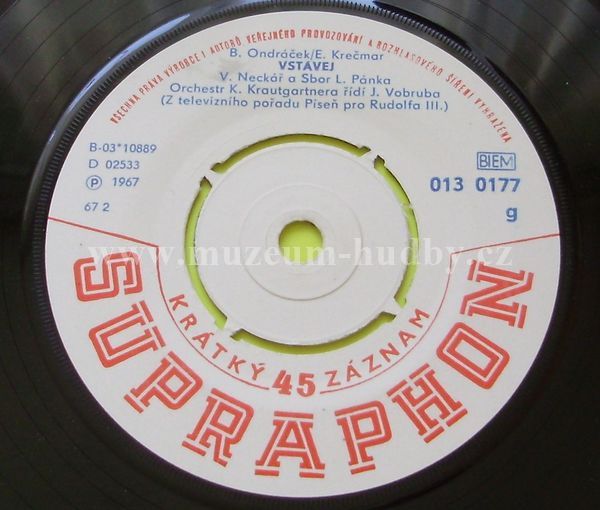 VŠECHNA PRÁVA VÝROBCE I AUTORŮ VEŘEJNÉHO PROVOZOVÁNÍ A ROZHLASOVÉHO ŠÍŘENÍ VYHRAŽENA
B. Ondráček/E. Krečmar
VSTÁVEJ
V. Neckář a Sbor L. Pánka
Orchestr K. Krautgartnera řídí J. Vobruba
(Z televizního pořadu Píseň pro Rudolfa III.)
B-03*10889
D 02533
Ⓟ 1967
67 2
BIEM
013 0177
g
www.muzeum-hudby.cz
KRÁTKÝ 45 ZÁZNAM
SUPRAPHON